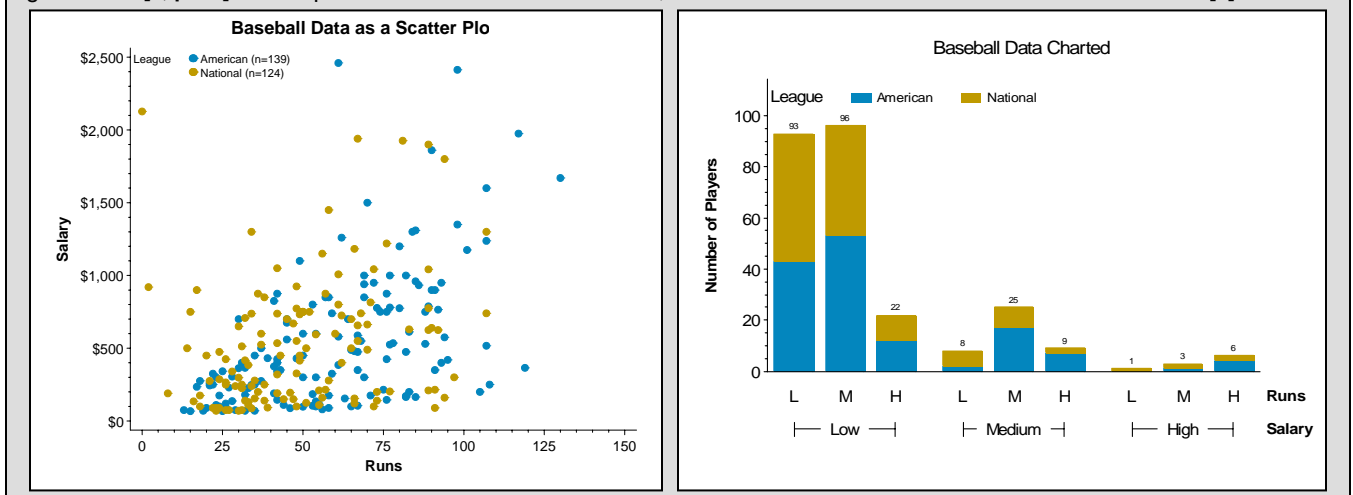 Baseball Data as a Scatter Plo
League
American (n=139)
National (n=124)
$2,500
$2,000
$1,500
$1,000
$500
$0
Salary
0 25 50 75 100 125 150
Runs
Baseball Data Charted
League American National
100
80
60
40
20
0
Number of Players
93 96 22 8 25 9 1 3 6
L M H L M H L M H Runs
Low Medium High Salary